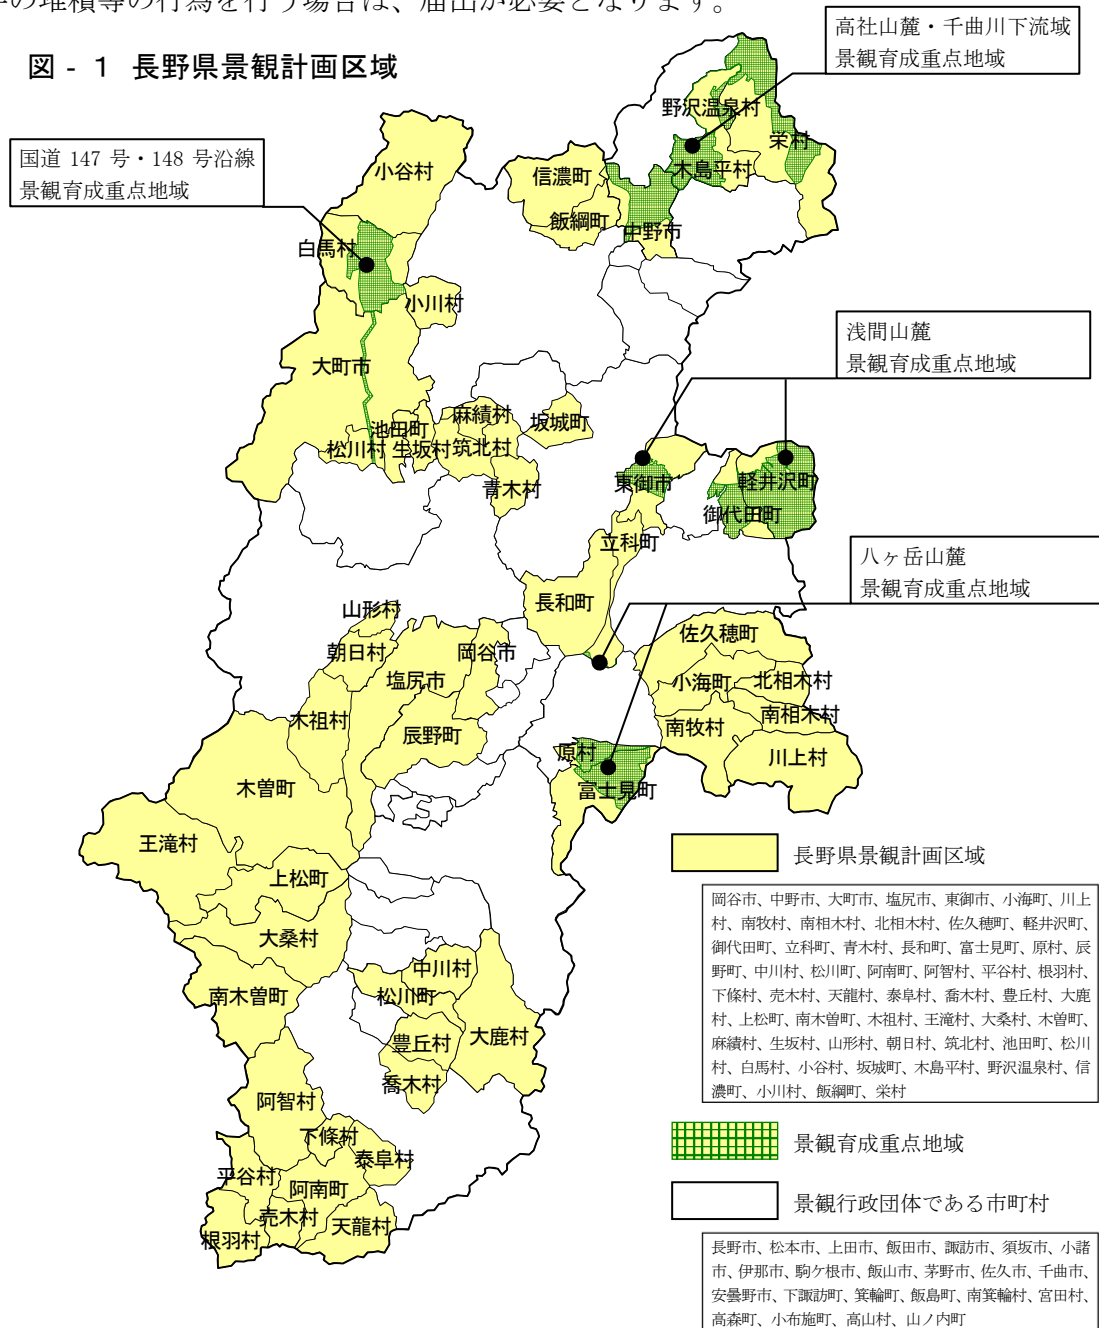 等の堆積等の行為を行う場合は、届出が必要となります。
図 - 1 長野県景観計画区域
高社山麓・千曲川下流域
景観育成重点地域
国道 147 号・148 号沿線
景観育成重点地域
浅間山麓
景観育成重点地域
八ヶ岳山麓
景観育成重点地域
野沢温泉村
栄村
木島平村
小谷村
信濃町
飯綱町
中野市
白馬村
小川村
大町市
池田町
麻績村
坂城町
松川村
生坂村
筑北村
青木村
東御市
軽井沢町
御代田町
立科町
長和町
山形村
朝日村
岡谷市
塩尻市
佐久穂町
小海町
北相木村
木祖村
辰野町
南牧村
南相木村
川上村
原村
富士見町
木曽町
王滝村
上松町
大桑村
中川村
南木曽町
松川町
豊丘村
大鹿村
喬木村
阿智村
下條村
泰阜村
平谷村
阿南町
売木村
天龍村
根羽村
長野県景観計画区域
岡谷市、中野市、大町市、塩尻市、東御市、小海町、川上
村、南牧村、南相木村、北相木村、佐久穂町、軽井沢町、
御代田町、立科町、青木村、長和町、富士見町、原村、辰
野町、中川村、松川町、阿南町、阿智村、平谷村、根羽村、
下條村、売木村、天龍村、泰阜村、喬木村、豊丘村、大鹿
村、上松町、南木曽町、木祖村、王滝村、大桑村、木曽町、
麻績村、生坂村、山形村、朝日村、筑北村、池田町、松川
村、白馬村、小谷村、坂城町、木島平村、野沢温泉村、信
濃町、小川村、飯綱町、栄村
景観育成重点地域
景観行政団体である市町村
長野市、松本市、上田市、飯田市、諏訪市、須坂市、小諸
市、伊那市、駒ケ根市、飯山市、茅野市、佐久市、千曲市、
安曇野市、下諏訪町、箕輪町、飯島町、南箕輪村、宮田村、
高森町、小布施町、高山村、山ノ内町